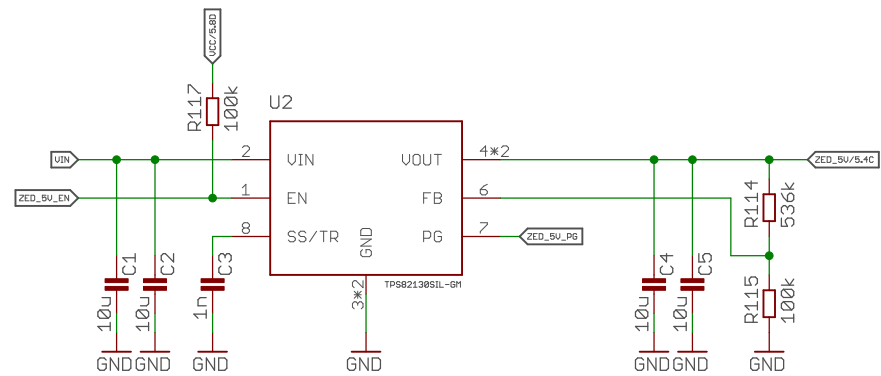 VCC/5.8D
R117
100k
U2
VIN
2
VIN
VOUT
4*2
ZED_5V/5.4C
ZED_5V_EN
1
EN
FB
6
R114
536k
8
SS/TR
GND
PG
7
ZED_5V_PG
C1
10u
C2
10u
C3
1n
3*2
TPS82130SIL-GM
C4
10u
C5
10u
R115
100k
GND
GND
GND
GND
GND
GND
GND